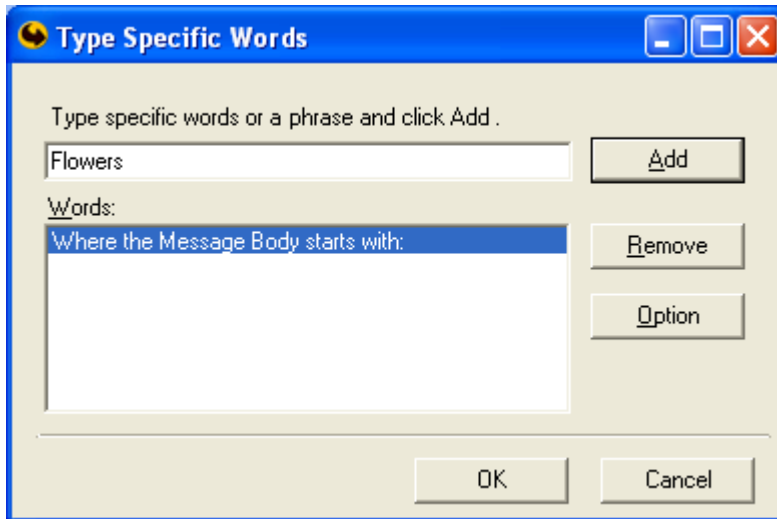 Type Specific Words
Type specific words or a phrase and click Add .
Flowers
Add
Words:
Where the Message Body starts with:
Remove
Option
OK
Cancel